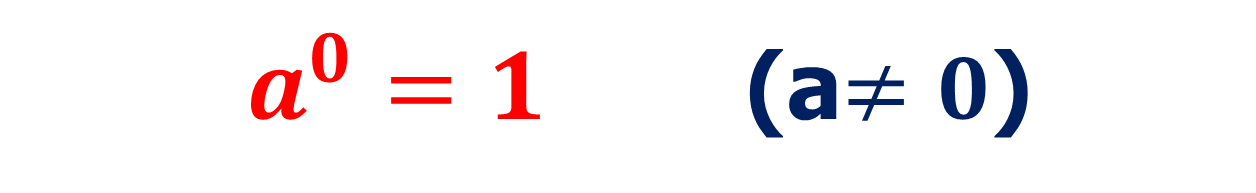 a⁰ = 1 (a≠ 0)